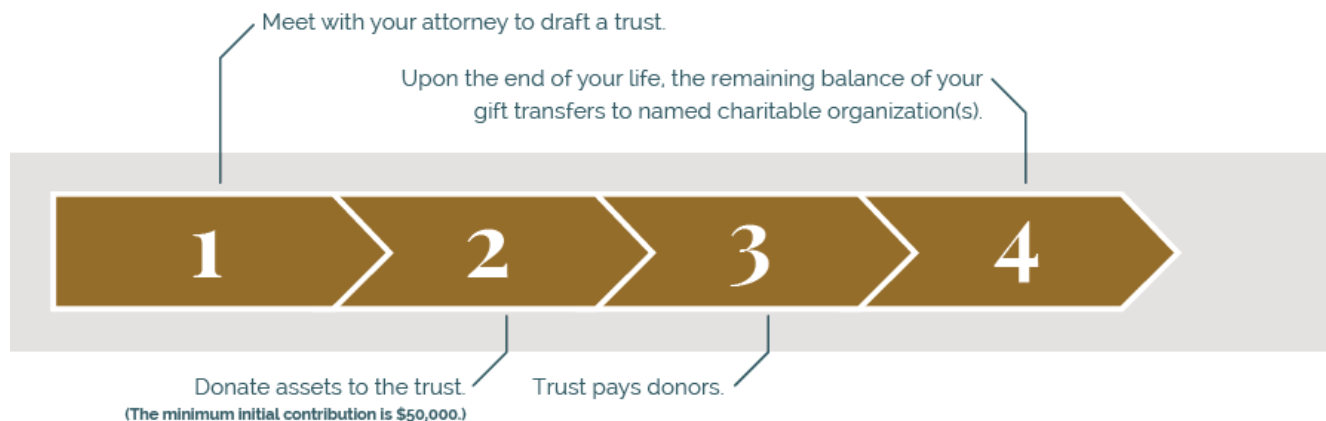 Meet with your attorney to draft a trust.
Upon the end of your life, the remaining balance of your
gift transfers to named charitable organization(s).
1
2
3
4
Donate assets to the trust.
(The minimum initial contribution is $50,000.)
Trust pays donors.